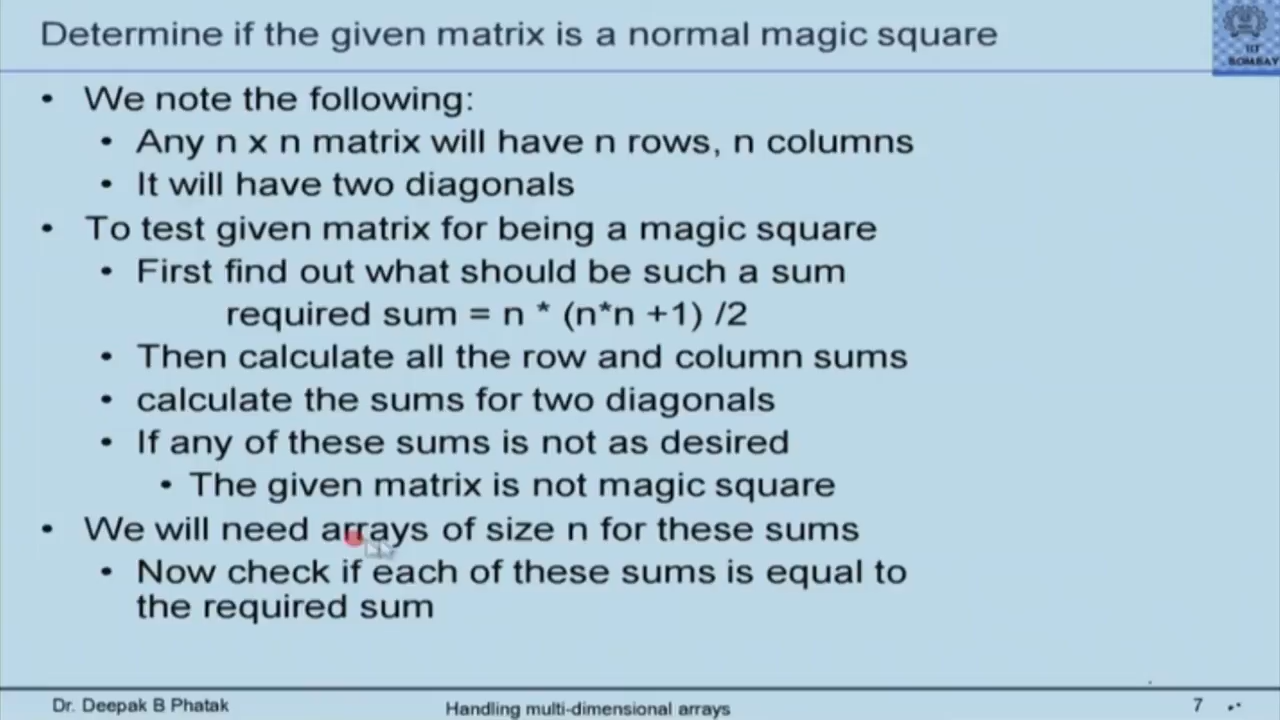 Determine if the given matrix is a normal magic square
IIT
BOMBAY
• We note the following:
• Any n x n matrix will have n rows, n columns
• It will have two diagonals
• To test given matrix for being a magic square
• First find out what should be such a sum
required sum = n * (n*n +1) /2
• Then calculate all the row and column sums
• calculate the sums for two diagonals
• If any of these sums is not as desired
• The given matrix is not magic square
• We will need arrays of size n for these sums
• Now check if each of these sums is equal to
the required sum
Dr. Deepak B Phatak
Handling multi-dimensional arrays
7